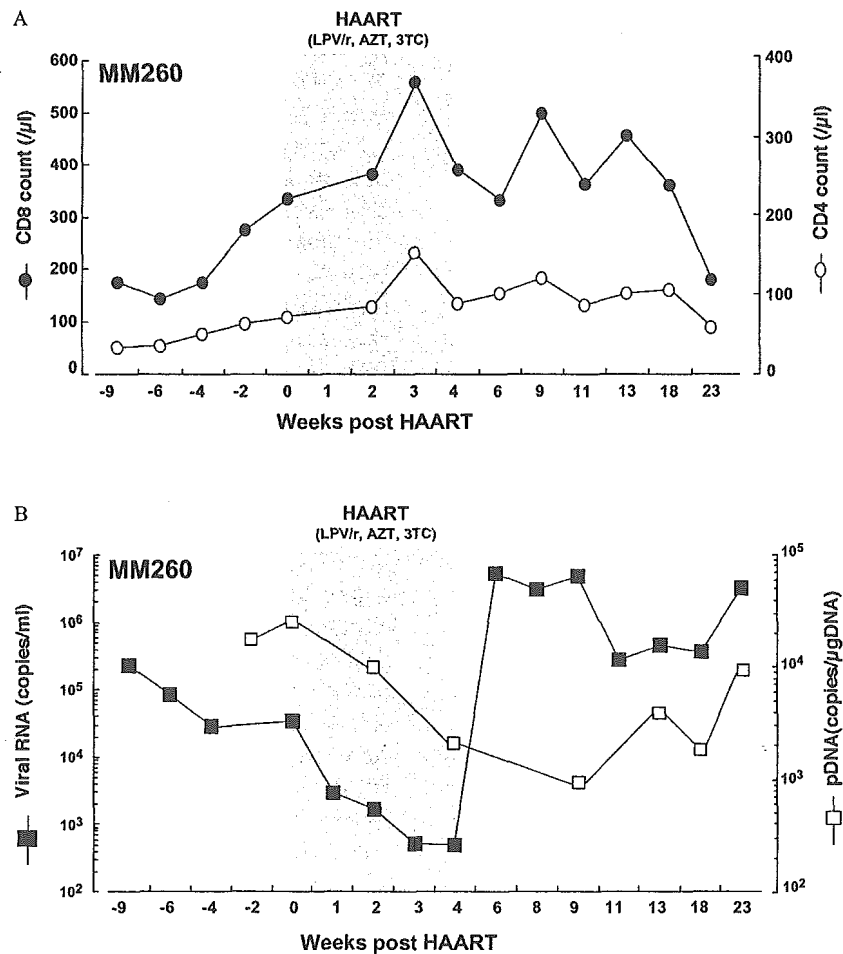 A
HAART
(LPV/r, AZT, 3TC)
MM260
600
500
400
300
200
100
0
CD8 count (/µl)
400
300
200
100
0
CD4 count (/µl)
-9 -6 -4 -2 0 1 2 3 4 6 9 11 13 18 23
Weeks post HAART
B
HAART
(LPV/r, AZT, 3TC)
MM260
10⁷
10⁶
10⁵
10⁴
10³
10²
Viral RNA (copies/ml)
10⁵
10⁴
10³
10²
pDNA(copies/µgDNA)
-9 -6 -4 -2 0 1 2 3 4 6 8 9 11 13 18 23
Weeks post HAART